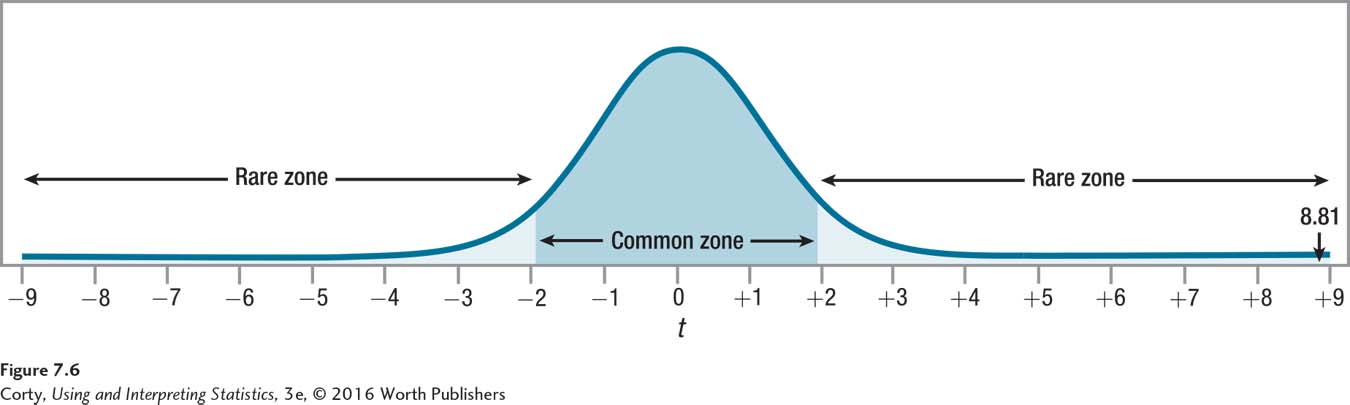 Rare zone
Rare zone
8.81
Common zone
−9 −8 −7 −6 −5 −4 −3 −2 −1 0 +1 +2 +3 +4 +5 +6 +7 +8 +9
t
Figure 7.6
Corty, Using and Interpreting Statistics, 3e, © 2016 Worth Publishers